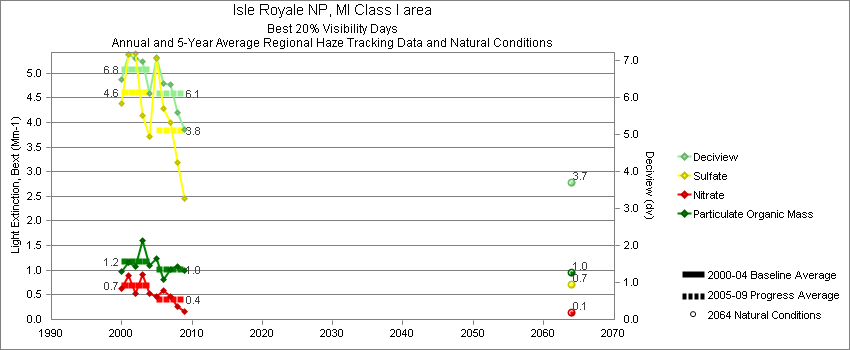 Isle Royale NP, MI Class I area
Best 20% Visibility Days
Annual and 5-Year Average Regional Haze Tracking Data and Natural Conditions
Light Extinction, Bext (Mm-1)
5.0
4.5
4.0
3.5
3.0
2.5
2.0
1.5
1.0
0.5
0.0
6.8
4.6
6.1
3.8
1.2
1.0
0.7
0.4
3.7
1.0
0.7
0.1
7.0
6.0
5.0
4.0
3.0
2.0
1.0
0.0
Deciview (dv)
1990 2000 2010 2020 2030 2040 2050 2060 2070
Deciview
Sulfate
Nitrate
Particulate Organic Mass
2000-04 Baseline Average
2005-09 Progress Average
2064 Natural Conditions